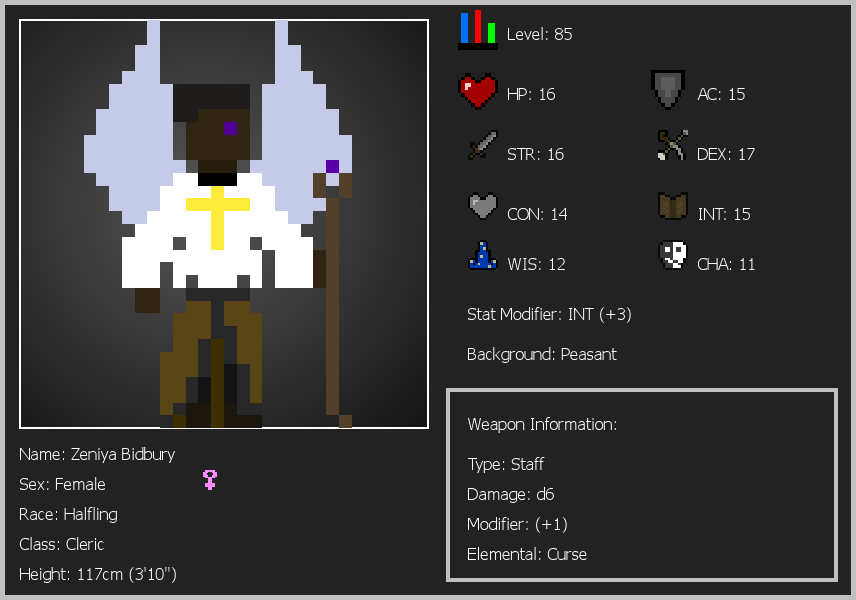 Level: 85
HP: 16
AC: 15
STR: 16
DEX: 17
CON: 14
INT: 15
WIS: 12
CHA: 11
Stat Modifier: INT (+3)
Background: Peasant
Weapon Information:
Type: Staff
Damage: d6
Modifier: (+1)
Elemental: Curse
Name: Zeniya Bidbury
Sex: Female
Race: Halfling
Class: Cleric
Height: 117cm (3'10")